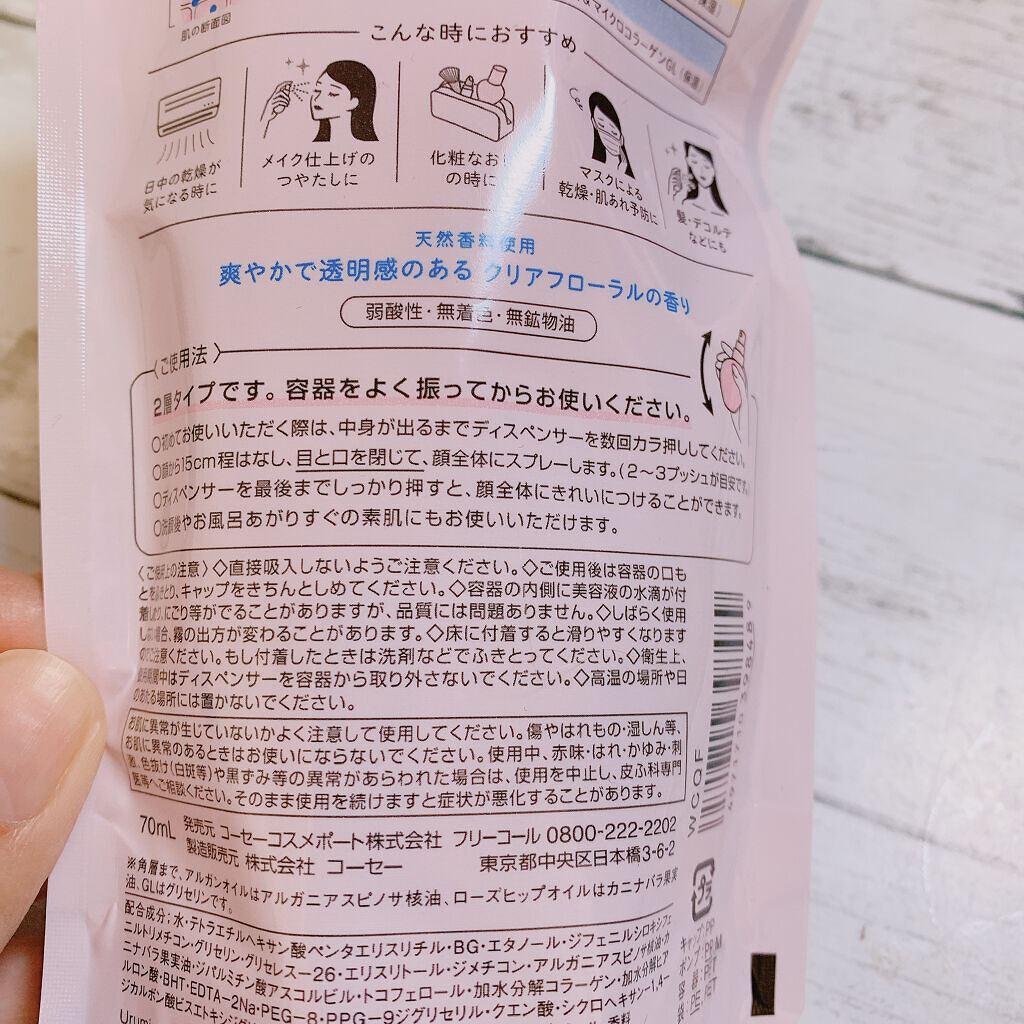 肌の断面図
&マイクロコラーゲンGL(保湿)
こんな時におすすめ
日中の乾燥が
気になる時に
メイク仕上げの
つやたしに
化粧なお
の時に
マスクによる
乾燥・肌あれ予防に
髪・デコルテ
などにも
天然香料使用
爽やかで透明感のある クリアフローラルの香り
弱酸性・無着色・無鉱物油
〈ご使用法〉
2層タイプです。容器をよく振ってからお使いください。
○初めてお使いいただく際は、中身が出るまでディスペンサーを数回カラ押ししてください。
○顔から15cm程はなし、目と口を閉じて、顔全体にスプレーします。(2〜3プッシュが目安です。)
○ディスペンサーを最後までしっかり押すと、顔全体にきれいにつけることができます。
○洗顔後やお風呂あがりすぐの素肌にもお使いいただけます。
〈ご使用上の注意〉◇直接吸入しないようご注意ください。◇ご使用後は容器の口も
とをふきとり、キャップをきちんとしめてください。◇容器の内側に美容液の水滴が付
着したり、にごり等がでることがありますが、品質には問題ありません。◇しばらく使用
しない場合、霧の出方が変わることがあります。◇床に付着すると滑りやすくなります
のでご注意ください。もし付着したときは洗剤などでふきとってください。◇衛生上、
使用期間中はディスペンサーを容器から取り外さないでください。◇高温の場所や日
のあたる場所には置かないでください。
お肌に異常が生じていないかよく注意して使用してください。傷やはれもの・湿しん等、
お肌に異常のあるときはお使いにならないでください。使用中、赤味・はれ・かゆみ・刺
激、色抜け(白斑等)や黒ずみ等の異常があらわれた場合は、使用を中止し、皮ふ科専門
医等へご相談ください。そのまま使用を続けますと症状が悪化することがあります。
WCOF
70mL 発売元 コーセーコスメポート株式会社 フリーコール 0800-222-2202
製造販売元 株式会社 コーセー 東京都中央区日本橋3-6-2
※角層まで、アルガンオイルはアルガニアスピノサ核油、ローズヒップオイルはカニナバラ果実
油、GLはグリセリンです。
配合成分;水・テトラエチルヘキサン酸ペンタエリスリチル・BG・エタノール・ジフェニルシロキシフェ
ニルトリメチコン・グリセリン・グリセレス-26・エリスリトール・ジメチコン・アルガニアスピノサ核油・カ
ニナバラ果実油・ジパルミチン酸アスコルビル・トコフェロール・加水分解コラーゲン・加水分解ヒア
ルロン酸・BHT・EDTA-2Na・PEG-8・PPG-9ジグリセリル・クエン酸・シクロヘキサン-1,4-
プラ